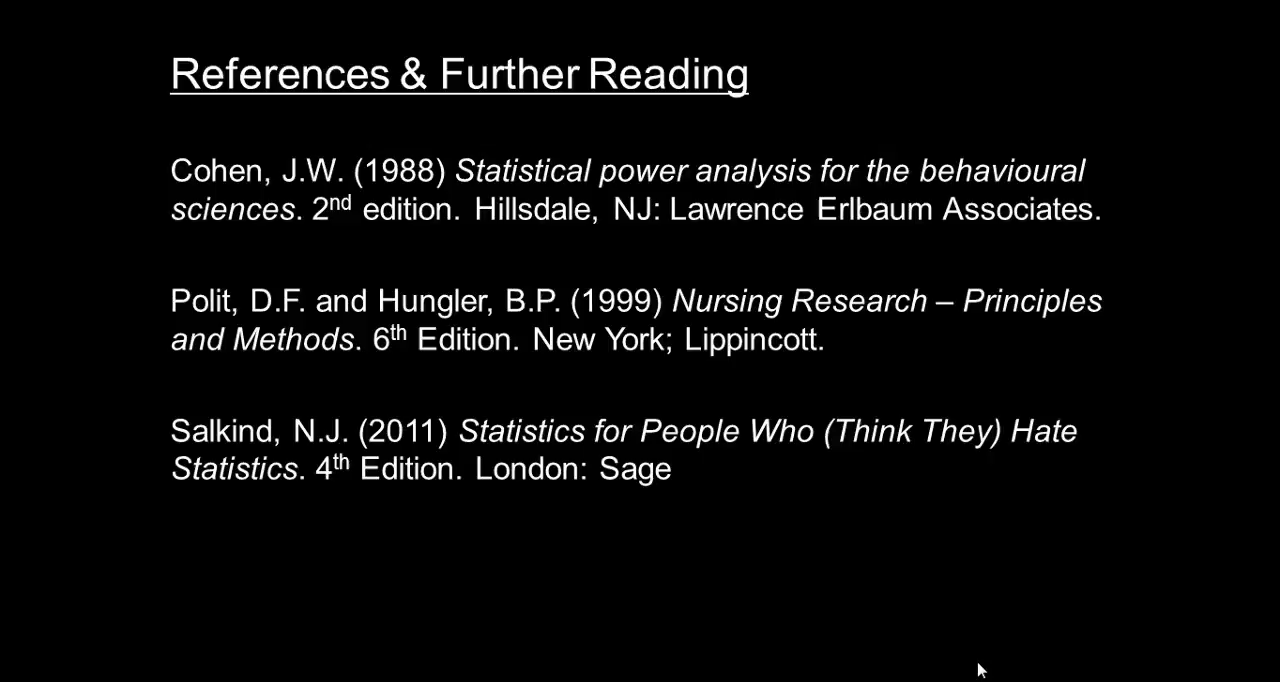 References & Further Reading
Cohen, J.W. (1988) Statistical power analysis for the behavioural
sciences. 2nd edition. Hillsdale, NJ: Lawrence Erlbaum Associates.
Polit, D.F. and Hungler, B.P. (1999) Nursing Research – Principles
and Methods. 6th Edition. New York; Lippincott.
Salkind, N.J. (2011) Statistics for People Who (Think They) Hate
Statistics. 4th Edition. London: Sage